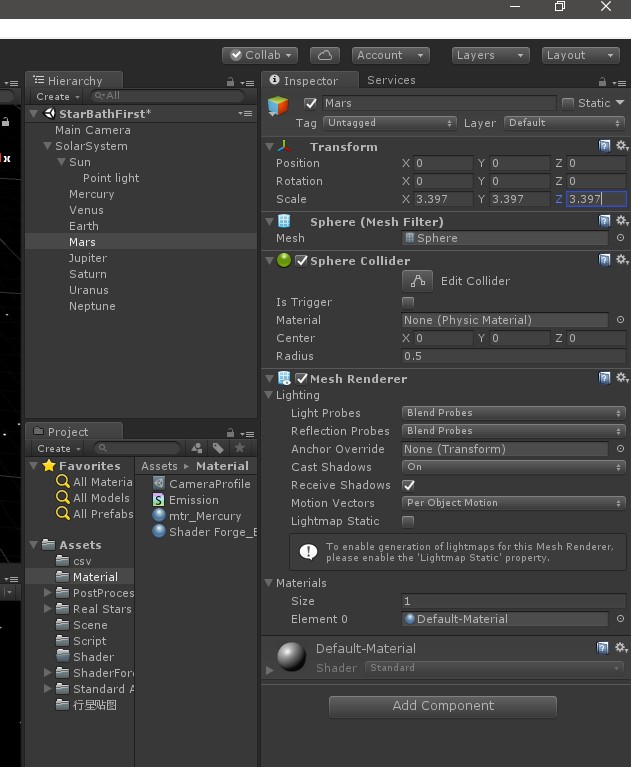 Collab
Account
Layers
Layout
Hierarchy
Create
All
StarBathFirst*
Main Camera
SolarSystem
Sun
Point light
Mercury
Venus
Earth
Mars
Jupiter
Saturn
Uranus
Neptune
Project
Create
Favorites
All Materia
All Models
All Prefabs
Assets
csv
Material
PostProces
Real Stars
Scene
Script
Shader
ShaderFor
Standard A
行星贴图
Assets ▸ Material
CameraProfile
Emission
mtr_Mercury
Shader Forge_E
Inspector Services
Mars Static
Tag Untagged Layer Default
Transform
Position X 0 Y 0 Z 0
Rotation X 0 Y 0 Z 0
Scale X 3.397 Y 3.397 Z 3.397
Sphere (Mesh Filter)
Mesh Sphere
Sphere Collider
Edit Collider
Is Trigger
Material None (Physic Material)
Center X 0 Y 0 Z 0
Radius 0.5
Mesh Renderer
Lighting
Light Probes Blend Probes
Reflection Probes Blend Probes
Anchor Override None (Transform)
Cast Shadows On
Receive Shadows
Motion Vectors Per Object Motion
Lightmap Static
To enable generation of lightmaps for this Mesh Renderer,
please enable the 'Lightmap Static' property.
Materials
Size 1
Element 0 Default-Material
Default-Material
Shader Standard
Add Component